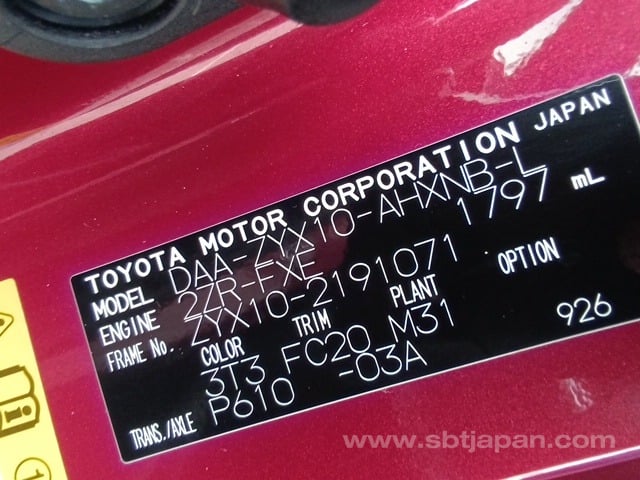 TOYOTA MOTOR CORPORATION JAPAN
MODEL DAA-ZYX10-AHXNB-L
ENGINE 2ZR-FXE 1797 mL
FRAME No. ZYX10-2191071
COLOR TRIM PLANT OPTION
3T3 FC20 M31
TRANS./AXLE P610 -03A 926
www.sbtjapan.com
i
1